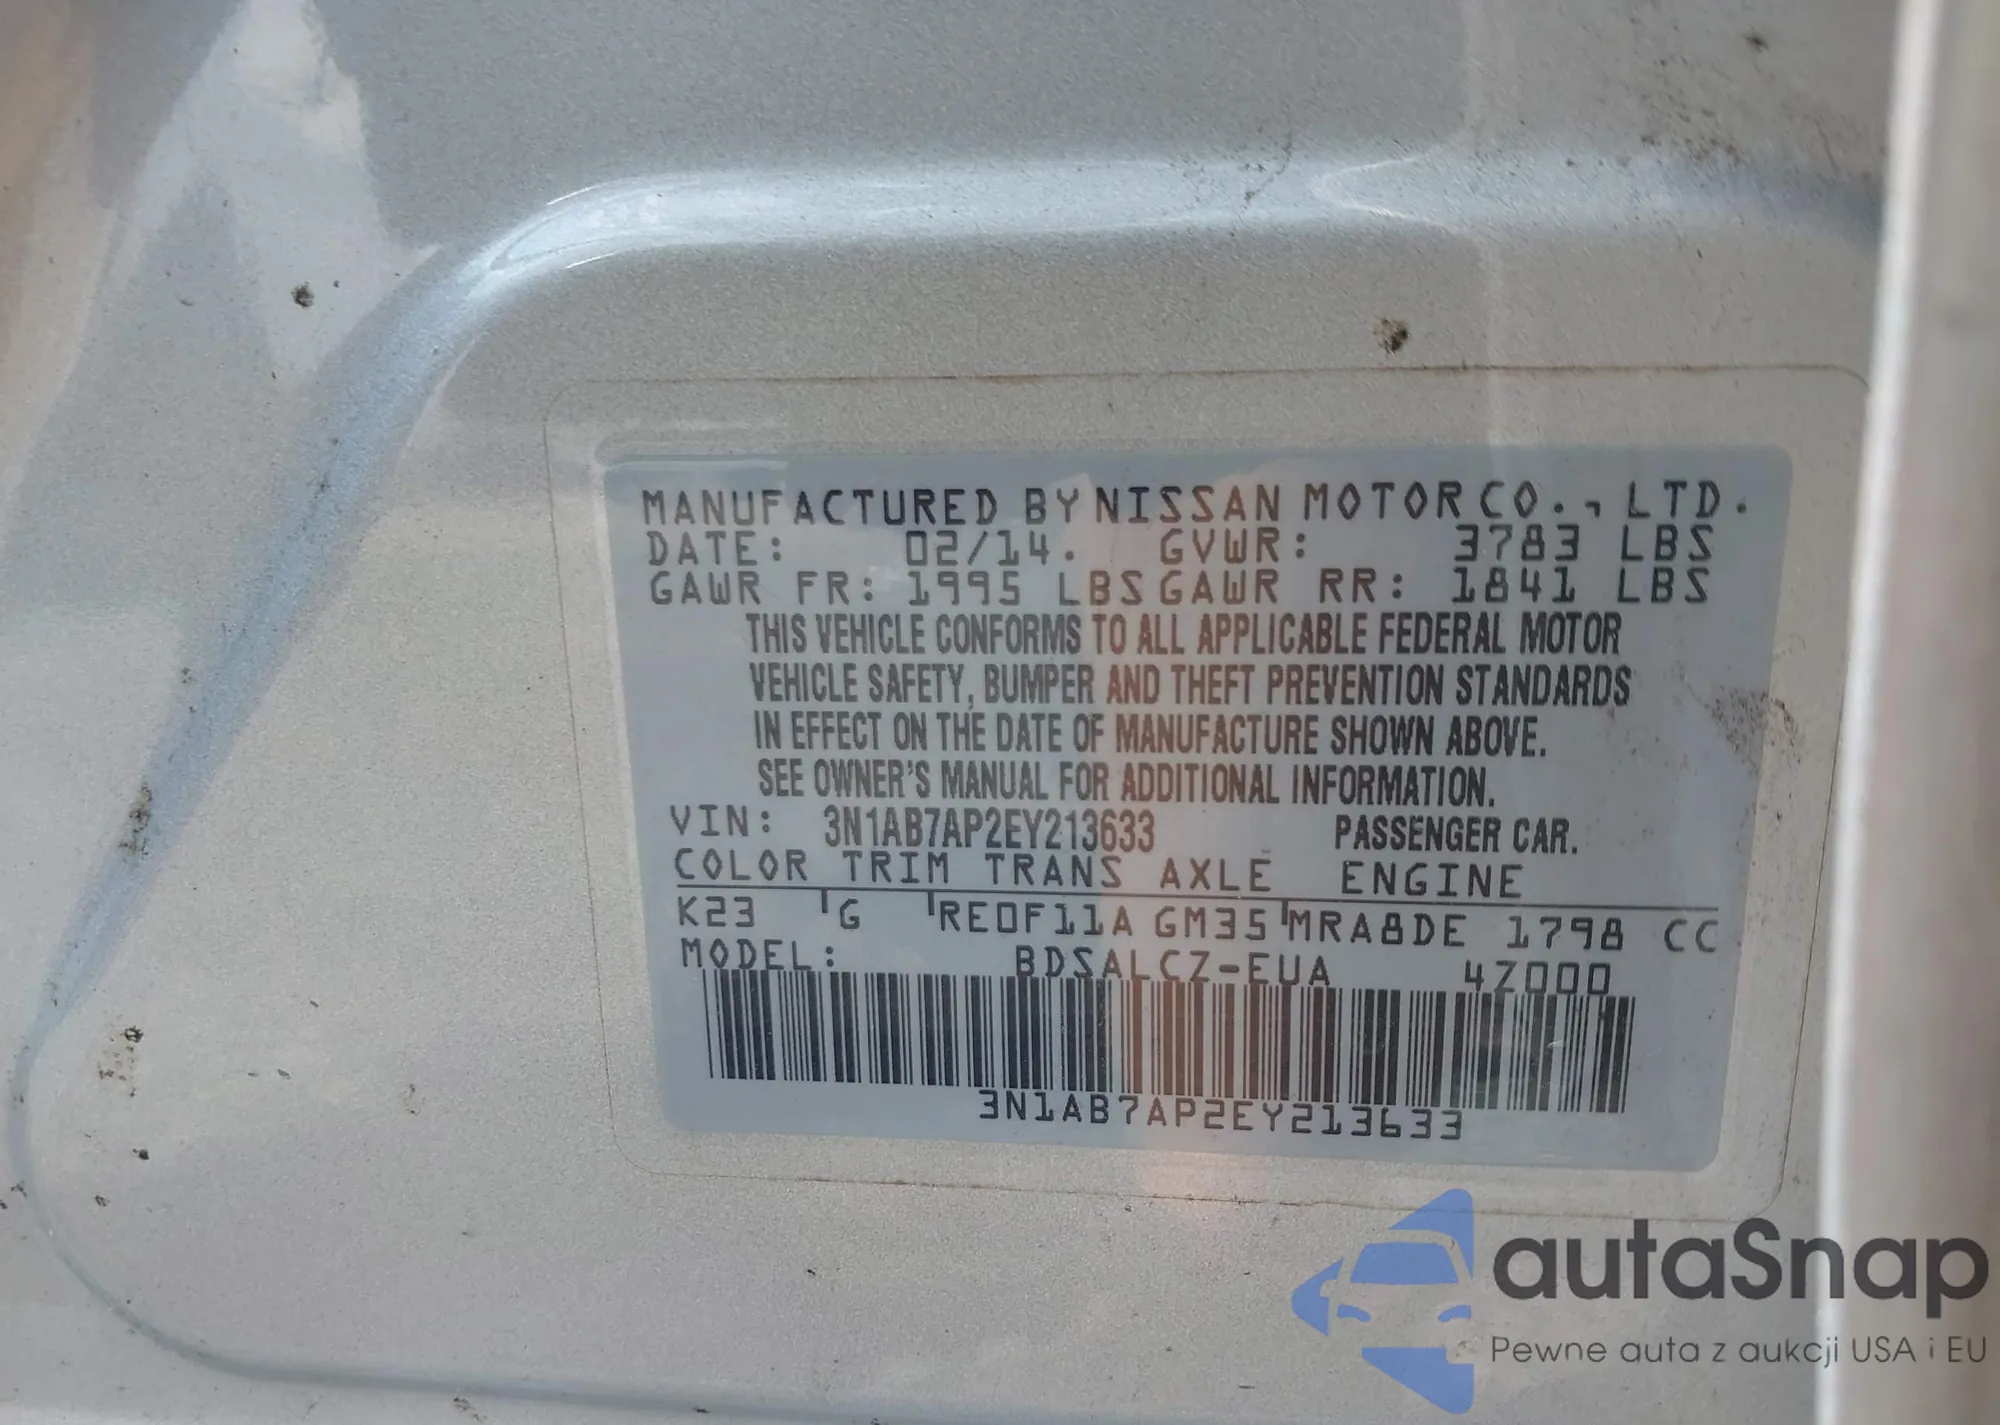 MANUFACTURED BY NISSAN MOTOR CO., LTD.
DATE: 02/14. GVWR: 3783 LBS
GAWR FR: 1995 LBS GAWR RR: 1841 LBS
THIS VEHICLE CONFORMS TO ALL APPLICABLE FEDERAL MOTOR
VEHICLE SAFETY, BUMPER AND THEFT PREVENTION STANDARDS
IN EFFECT ON THE DATE OF MANUFACTURE SHOWN ABOVE.
SEE OWNER'S MANUAL FOR ADDITIONAL INFORMATION.
VIN: 3N1AB7AP2EY213633 PASSENGER CAR.
COLOR TRIM TRANS AXLE ENGINE
K23 G RE0F11A GM35 MRA8DE 1798 CC
MODEL: BDSALCZ-EUA 4Z000
3N1AB7AP2EY213633
autaSnap
Pewne auta z aukcji USA i EU